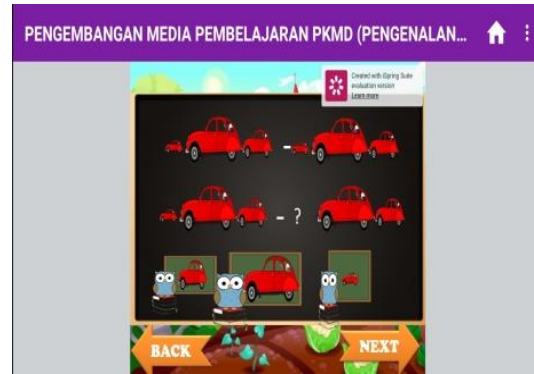 PENGEMBANGAN MEDIA PEMBELAJARAN PKMD (PENGENALAN...
Created with iSpring Suite
evaluation version
Learn more
-
- ?
BACK
NEXT